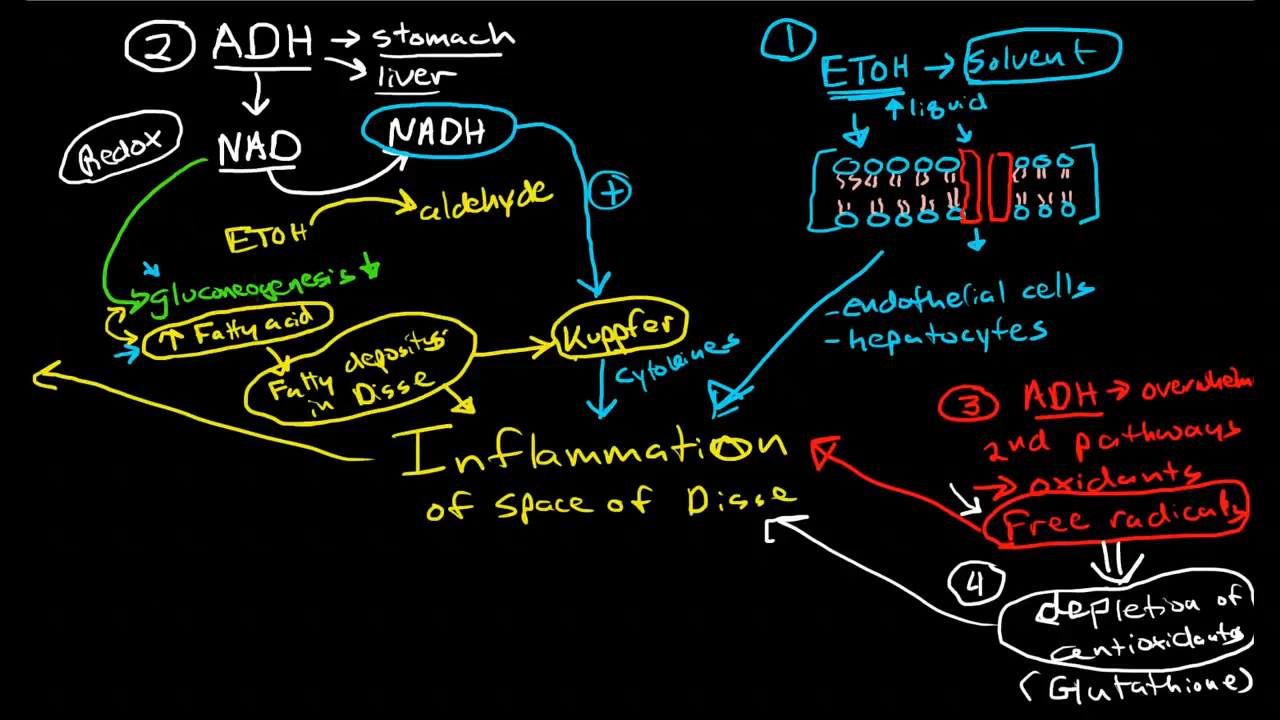 2 ADH → stomach
liver
Redox
NAD
NADH
+
ETOH
aldehyde
gluconeogenesis ↓
↑ Fatty acid
Fatty deposits
in Disse
Kuppfer
cytokines
Inflammation
of space of Disse
1
ETOH → Solvent
↑ liquid
- endothelial cells
- hepatocytes
3 ADH → overwhelm
2nd pathways
→ oxidants
Free radicals
4
depletion of
antioxidants
(Glutathione)